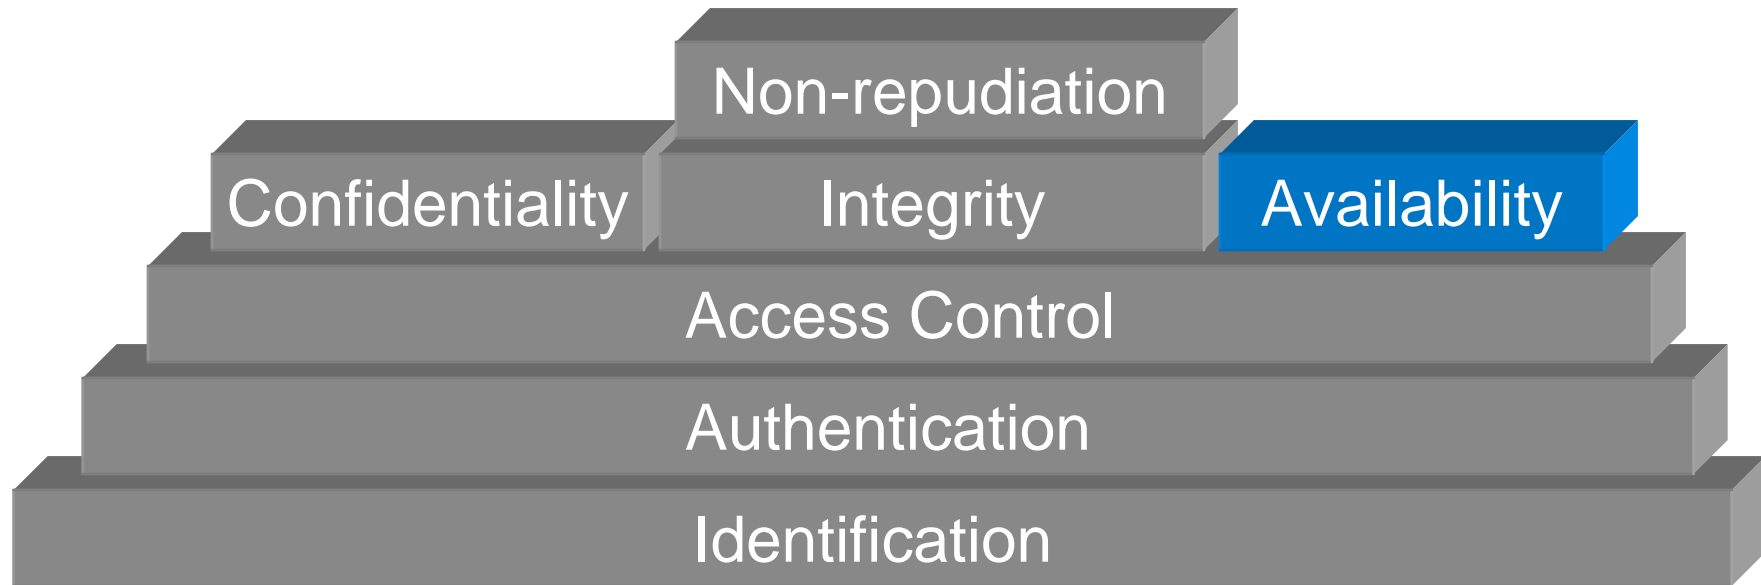 Non-repudiation
Confidentiality
Integrity
Availability
Access Control
Authentication
Identification